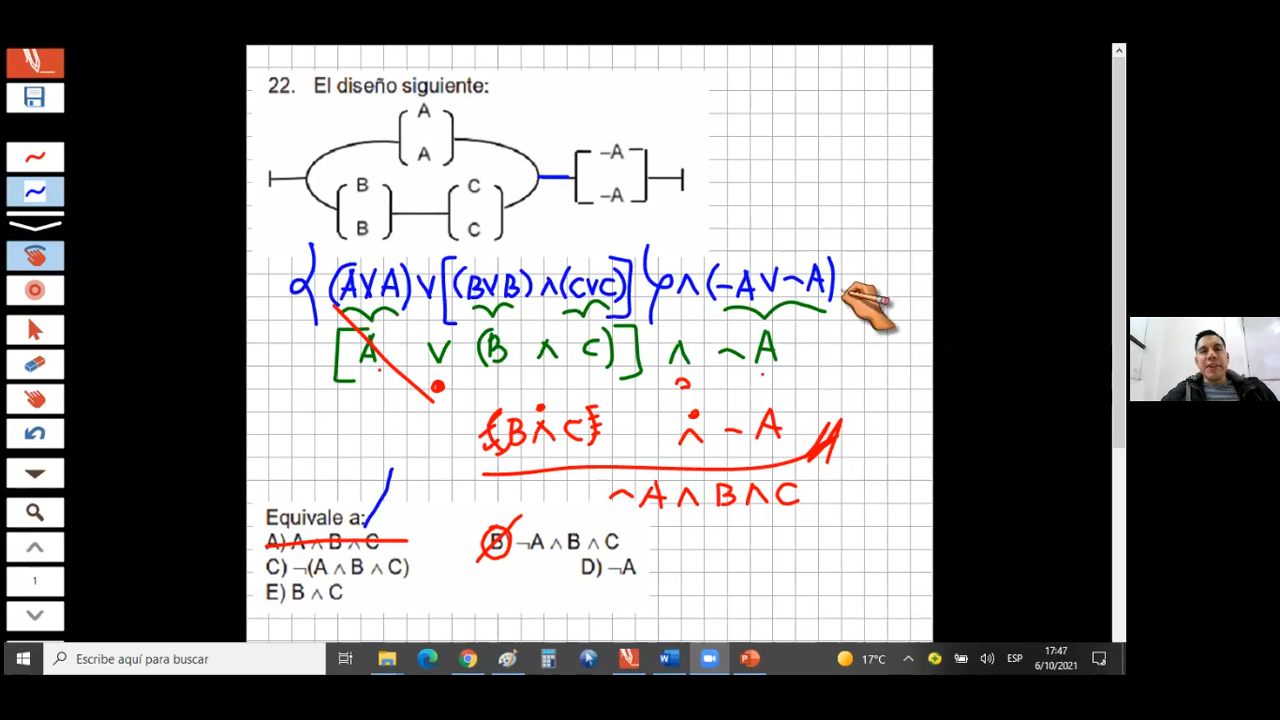 22. El diseño siguiente:
A
A
B
B
C
C
–A
–A
{(A∨A) ∨ [(B∨B) ∧ (C∨C)]} ∧ (-A ∨ ~A)
[A ∨ (B ∧ C)] ∧ ~A
{B ∧ C} ∧ ~A
~A ∧ B ∧ C
Equivale a:
A) A ∧ B ∧ C B ¬A ∧ B ∧ C
C) ¬(A ∧ B ∧ C) D) ¬A
E) B ∧ C
1
Escribe aquí para buscar
17°C
ESP
17:47
6/10/2021